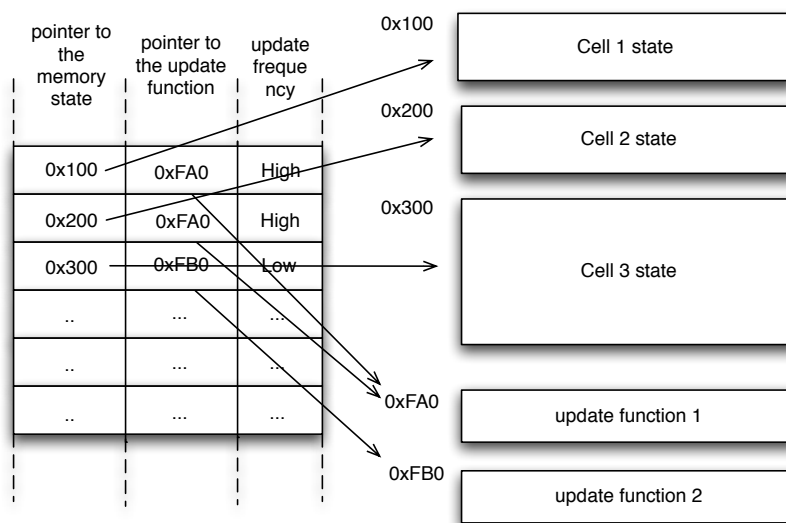 pointer to
the
memory
state
pointer to
the update
function
update
freque
ncy
0x100 0xFA0 High
0x200 0xFA0 High
0x300 0xFB0 Low
.. ... ...
.. ... ...
.. ... ...
0x100
Cell 1 state
0x200
Cell 2 state
0x300
Cell 3 state
0xFA0
update function 1
0xFB0
update function 2